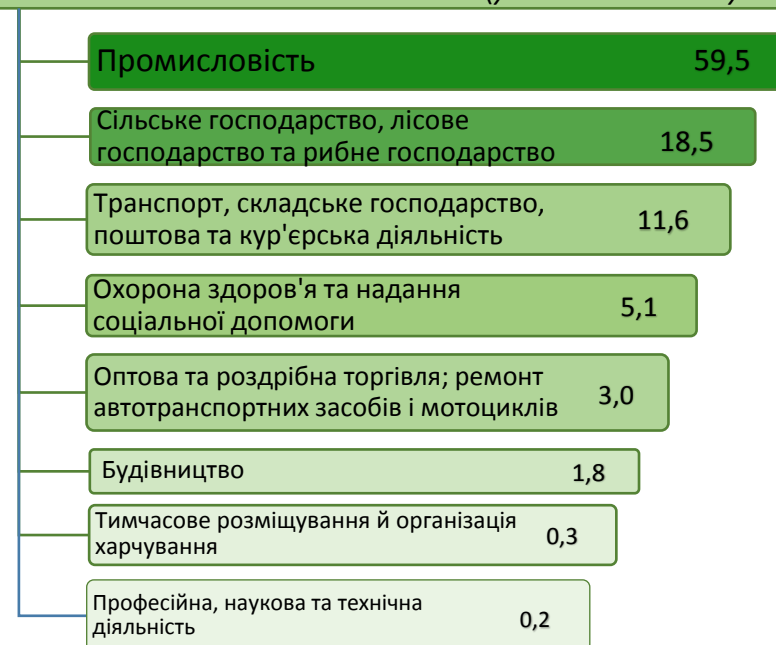 Промисловість 59,5
Сільське господарство, лісове
господарство та рибне господарство 18,5
Транспорт, складське господарство,
поштова та кур'єрська діяльність 11,6
Охорона здоров'я та надання
соціальної допомоги 5,1
Оптова та роздрібна торгівля; ремонт
автотранспортних засобів і мотоциклів 3,0
Будівництво 1,8
Тимчасове розміщування й організація
харчування 0,3
Професійна, наукова та технічна
діяльність 0,2